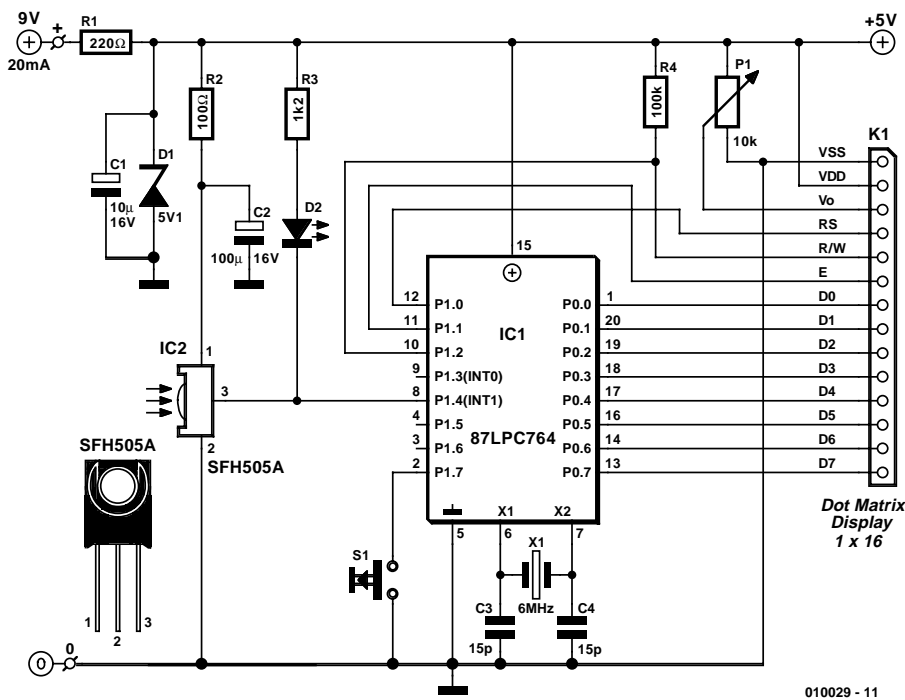 9V
+
20mA
R1
220Ω
+5V
R2
100Ω
R3
1k2
R4
100k
P1
10k
K1
C1
10μ
16V
D1
5V1
C2
100μ
16V
D2
VSS
VDD
Vo
RS
R/W
E
D0
D1
D2
D3
D4
D5
D6
D7
15
IC1
87LPC764
12 P1.0
11 P1.1
10 P1.2
9 P1.3(INT0)
8 P1.4(INT1)
4 P1.5
3 P1.6
2 P1.7
P0.0 1
P0.1 20
P0.2 19
P0.3 18
P0.4 17
P0.5 16
P0.6 14
P0.7 13
X1 X2
5 6 7
IC2
1
3
2
SFH505A
SFH505A
1 2 3
S1
X1
6MHz
C3
15p
C4
15p
Dot Matrix
Display
1 x 16
0 0
010029 - 11